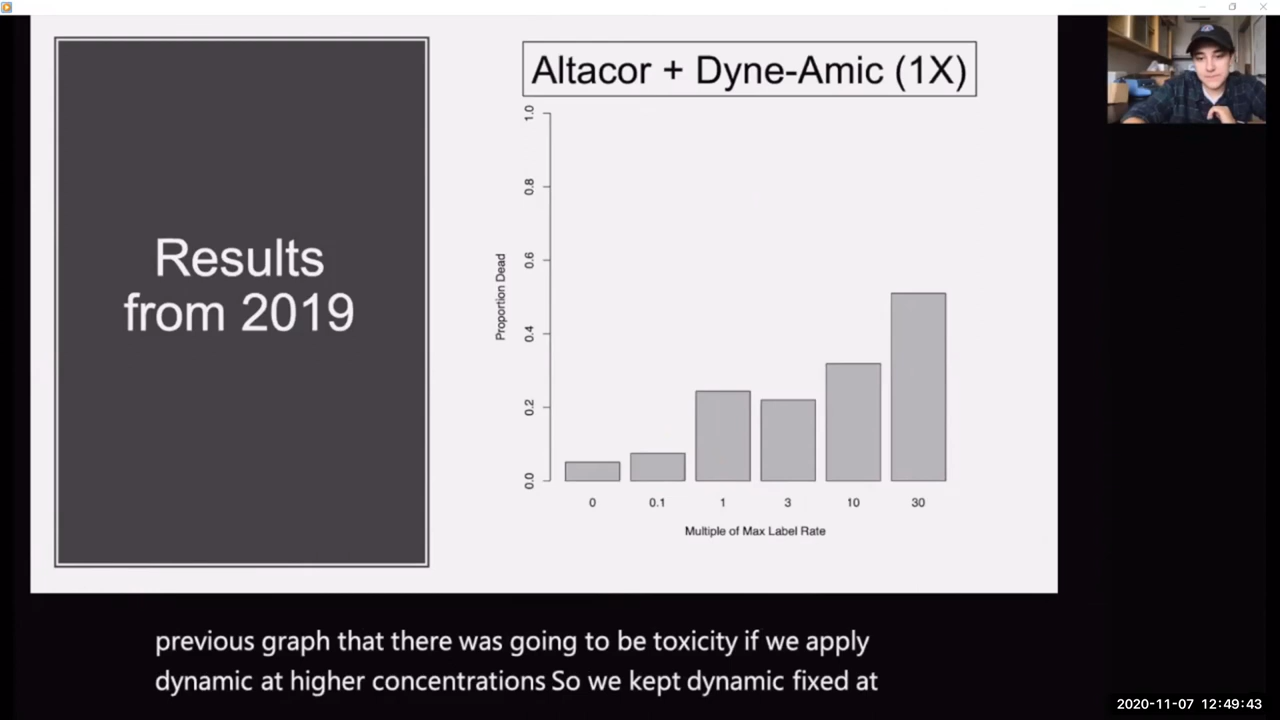 Results
from 2019
Altacor + Dyne-Amic (1X)
Proportion Dead
1.0
0.8
0.6
0.4
0.2
0.0
0 0.1 1 3 10 30
Multiple of Max Label Rate
previous graph that there was going to be toxicity if we apply
dynamic at higher concentrations So we kept dynamic fixed at
2020-11-07 12:49:43